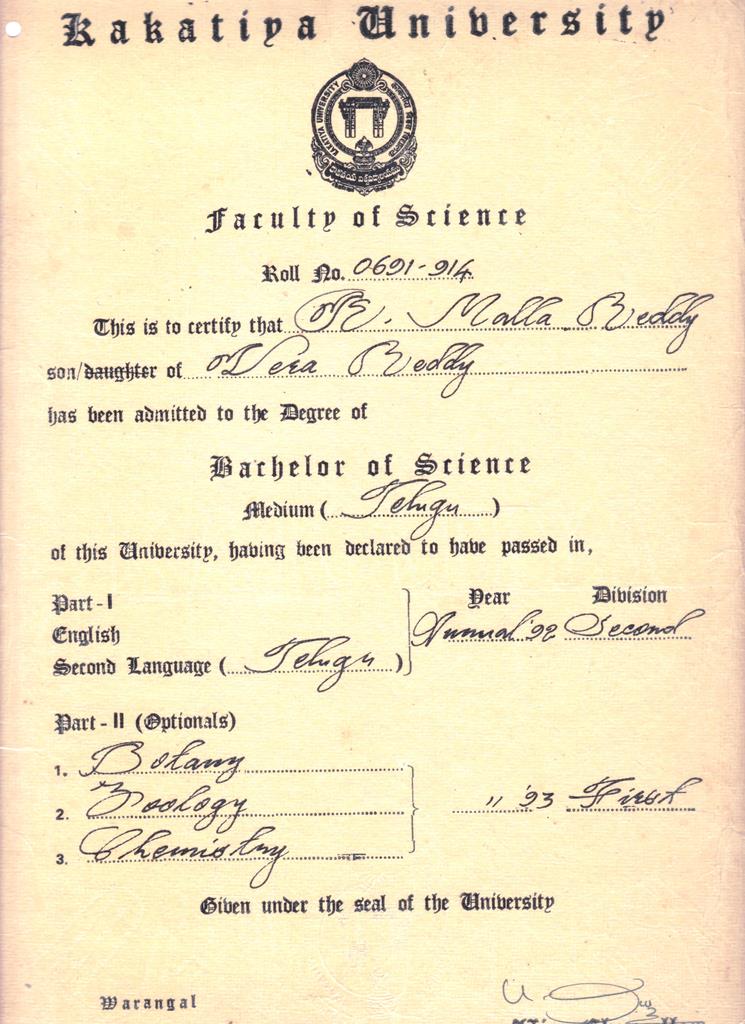 Kakatiya University
KAKATIYA UNIVERSITY
Faculty of Science
Roll No. 0691-914
This is to certify that B. Malla Reddy
son/daughter of Vera Reddy
has been admitted to the Degree of
Bachelor of Science
Medium ( Telugu )
of this University, having been declared to have passed in,
Part - I Year Division
English Annual '92 Second
Second Language ( Telugu )
Part - II (Optionals)
1. Botany
2. Zoology " '93 First
3. Chemistry
Given under the seal of the University
Warangal